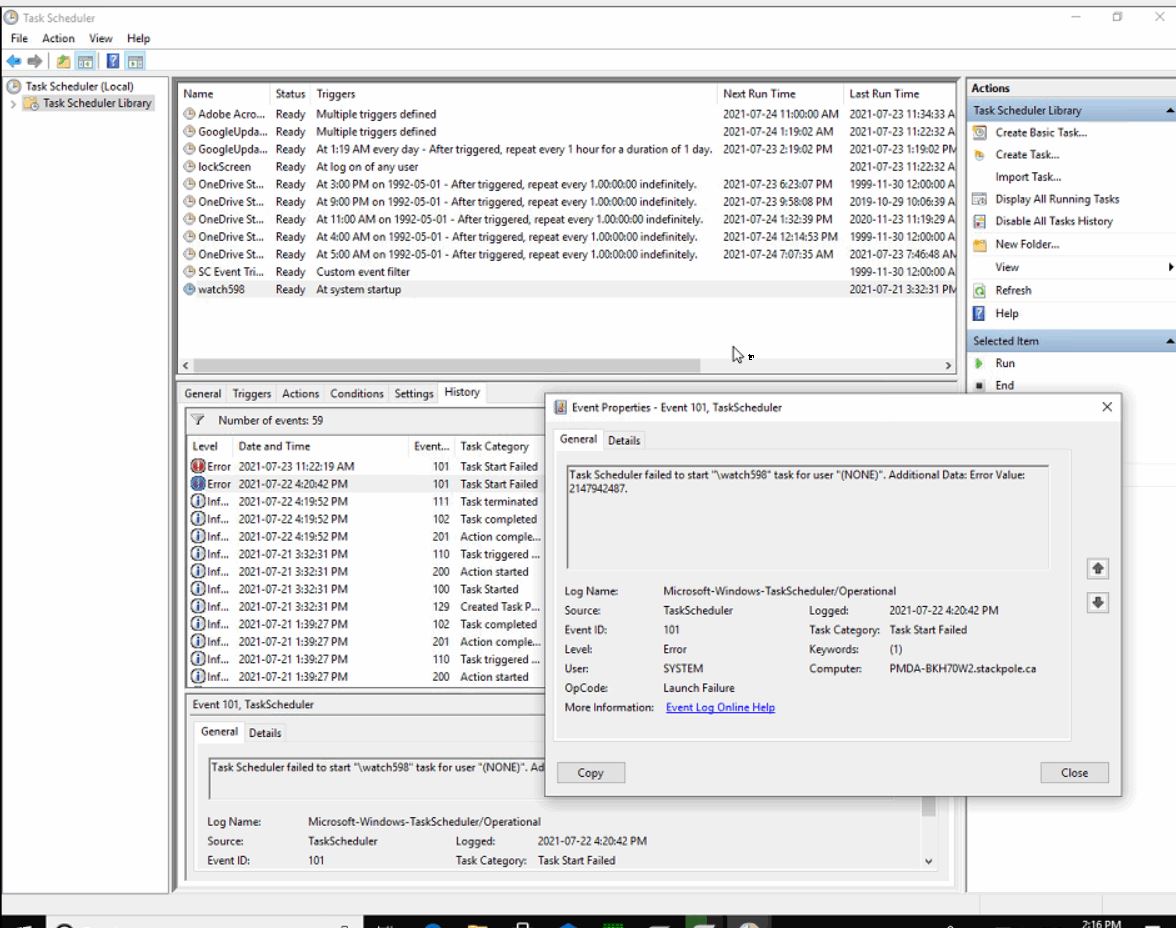 Task Scheduler
File Action View Help
Task Scheduler (Local)
Task Scheduler Library
Name Status Triggers Next Run Time Last Run Time
Adobe Acro... Ready Multiple triggers defined 2021-07-24 11:00:00 AM 2021-07-23 11:34:33 A
GoogleUpda... Ready Multiple triggers defined 2021-07-24 1:19:02 AM 2021-07-23 11:22:32 A
GoogleUpda... Ready At 1:19 AM every day - After triggered, repeat every 1 hour for a duration of 1 day. 2021-07-23 2:19:02 PM 2021-07-23 1:19:02 PM
lockScreen Ready At log on of any user 2021-07-23 11:22:32 A
OneDrive St... Ready At 3:00 PM on 1992-05-01 - After triggered, repeat every 1.00:00:00 indefinitely. 2021-07-23 6:23:07 PM 1999-11-30 12:00:00 A
OneDrive St... Ready At 9:00 PM on 1992-05-01 - After triggered, repeat every 1.00:00:00 indefinitely. 2021-07-23 9:58:08 PM 2019-10-29 10:06:39 A
OneDrive St... Ready At 11:00 AM on 1992-05-01 - After triggered, repeat every 1.00:00:00 indefinitely. 2021-07-24 1:32:39 PM 2020-11-23 11:19:29 A
OneDrive St... Ready At 4:00 AM on 1992-05-01 - After triggered, repeat every 1.00:00:00 indefinitely. 2021-07-24 12:14:53 PM 1999-11-30 12:00:00 A
OneDrive St... Ready At 5:00 AM on 1992-05-01 - After triggered, repeat every 1.00:00:00 indefinitely. 2021-07-24 7:07:35 AM 2021-07-23 7:46:48 AM
SC Event Tri... Ready Custom event filter 1999-11-30 12:00:00 A
watch598 Ready At system startup 2021-07-21 3:32:31 PM
Actions
Task Scheduler Library
Create Basic Task...
Create Task...
Import Task...
Display All Running Tasks
Disable All Tasks History
New Folder...
View
Refresh
Help
Selected Item
Run
End
General Triggers Actions Conditions Settings History
Number of events: 59
Level Date and Time Event... Task Category
Error 2021-07-23 11:22:19 AM 101 Task Start Failed
Error 2021-07-22 4:20:42 PM 101 Task Start Failed
Inf... 2021-07-22 4:19:52 PM 111 Task terminated
Inf... 2021-07-22 4:19:52 PM 102 Task completed
Inf... 2021-07-22 4:19:52 PM 201 Action comple...
Inf... 2021-07-21 3:32:31 PM 110 Task triggered ...
Inf... 2021-07-21 3:32:31 PM 200 Action started
Inf... 2021-07-21 3:32:31 PM 100 Task Started
Inf... 2021-07-21 3:32:31 PM 129 Created Task P...
Inf... 2021-07-21 1:39:27 PM 102 Task completed
Inf... 2021-07-21 1:39:27 PM 201 Action comple...
Inf... 2021-07-21 1:39:27 PM 110 Task triggered ...
Inf... 2021-07-21 1:39:27 PM 200 Action started
Event 101, TaskScheduler
General Details
Task Scheduler failed to start "\watch598" task for user "(NONE)". Ad
Log Name: Microsoft-Windows-TaskScheduler/Operational
Source: TaskScheduler Logged: 2021-07-22 4:20:42 PM
Event ID: 101 Task Category: Task Start Failed
Event Properties - Event 101, TaskScheduler
General Details
Task Scheduler failed to start "\watch598" task for user "(NONE)". Additional Data: Error Value:
2147942487.
Log Name: Microsoft-Windows-TaskScheduler/Operational
Source: TaskScheduler Logged: 2021-07-22 4:20:42 PM
Event ID: 101 Task Category: Task Start Failed
Level: Error Keywords: (1)
User: SYSTEM Computer: PMDA-BKH70W2.stackpole.ca
OpCode: Launch Failure
More Information: Event Log Online Help
Copy Close
2:16 PM